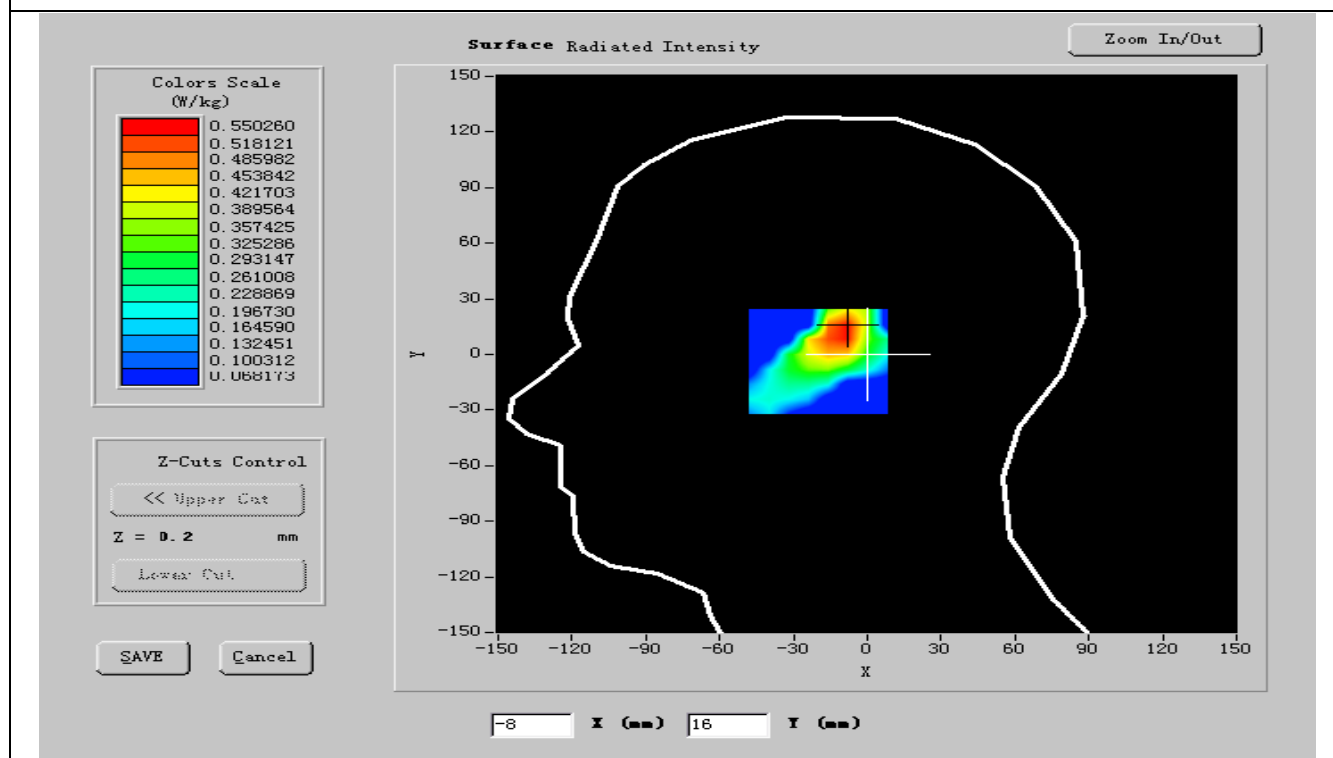 Surface Radiated Intensity
Zoom In/Out
Colors Scale
(W/kg)
0.550260
0.518121
0.485982
0.453842
0.421703
0.389564
0.357425
0.325286
0.293147
0.261008
0.228869
0.196730
0.164590
0.132451
0.100312
0.068173
Z-Cuts Control
<< Upper Cut
Z = 0.2 mm
Lower Cut
SAVE
Cancel
150
120
90
60
30
0
-30
-60
-90
-120
-150
Y
-150 -120 -90 -60 -30 0 30 60 90 120 150
X
-8 X (mm) 16 Y (mm)